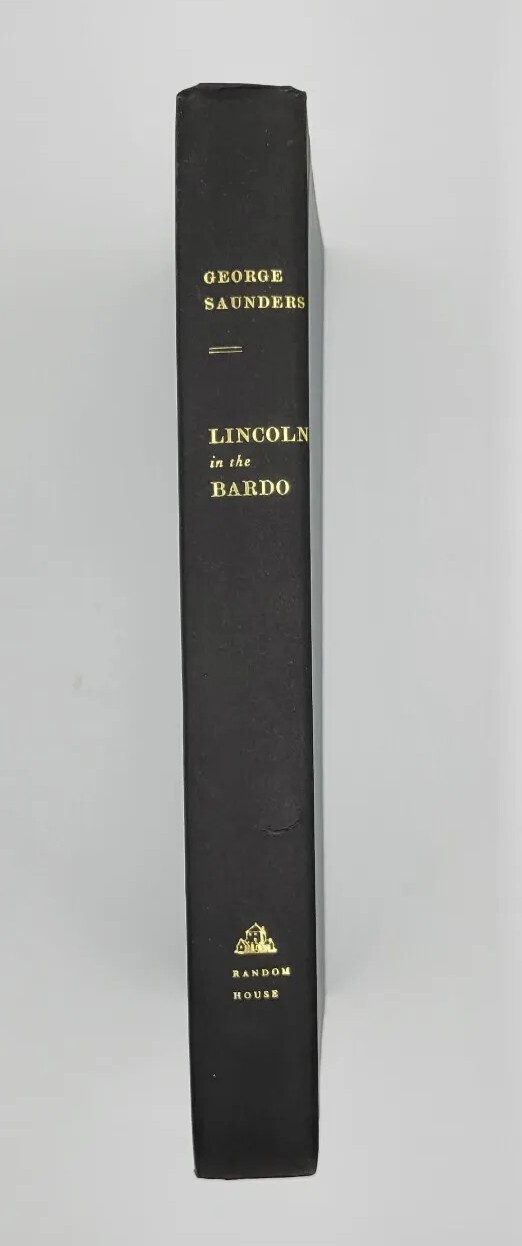 GEORGE
SAUNDERS
LINCOLN
in the
BARDO
RANDOM
HOUSE